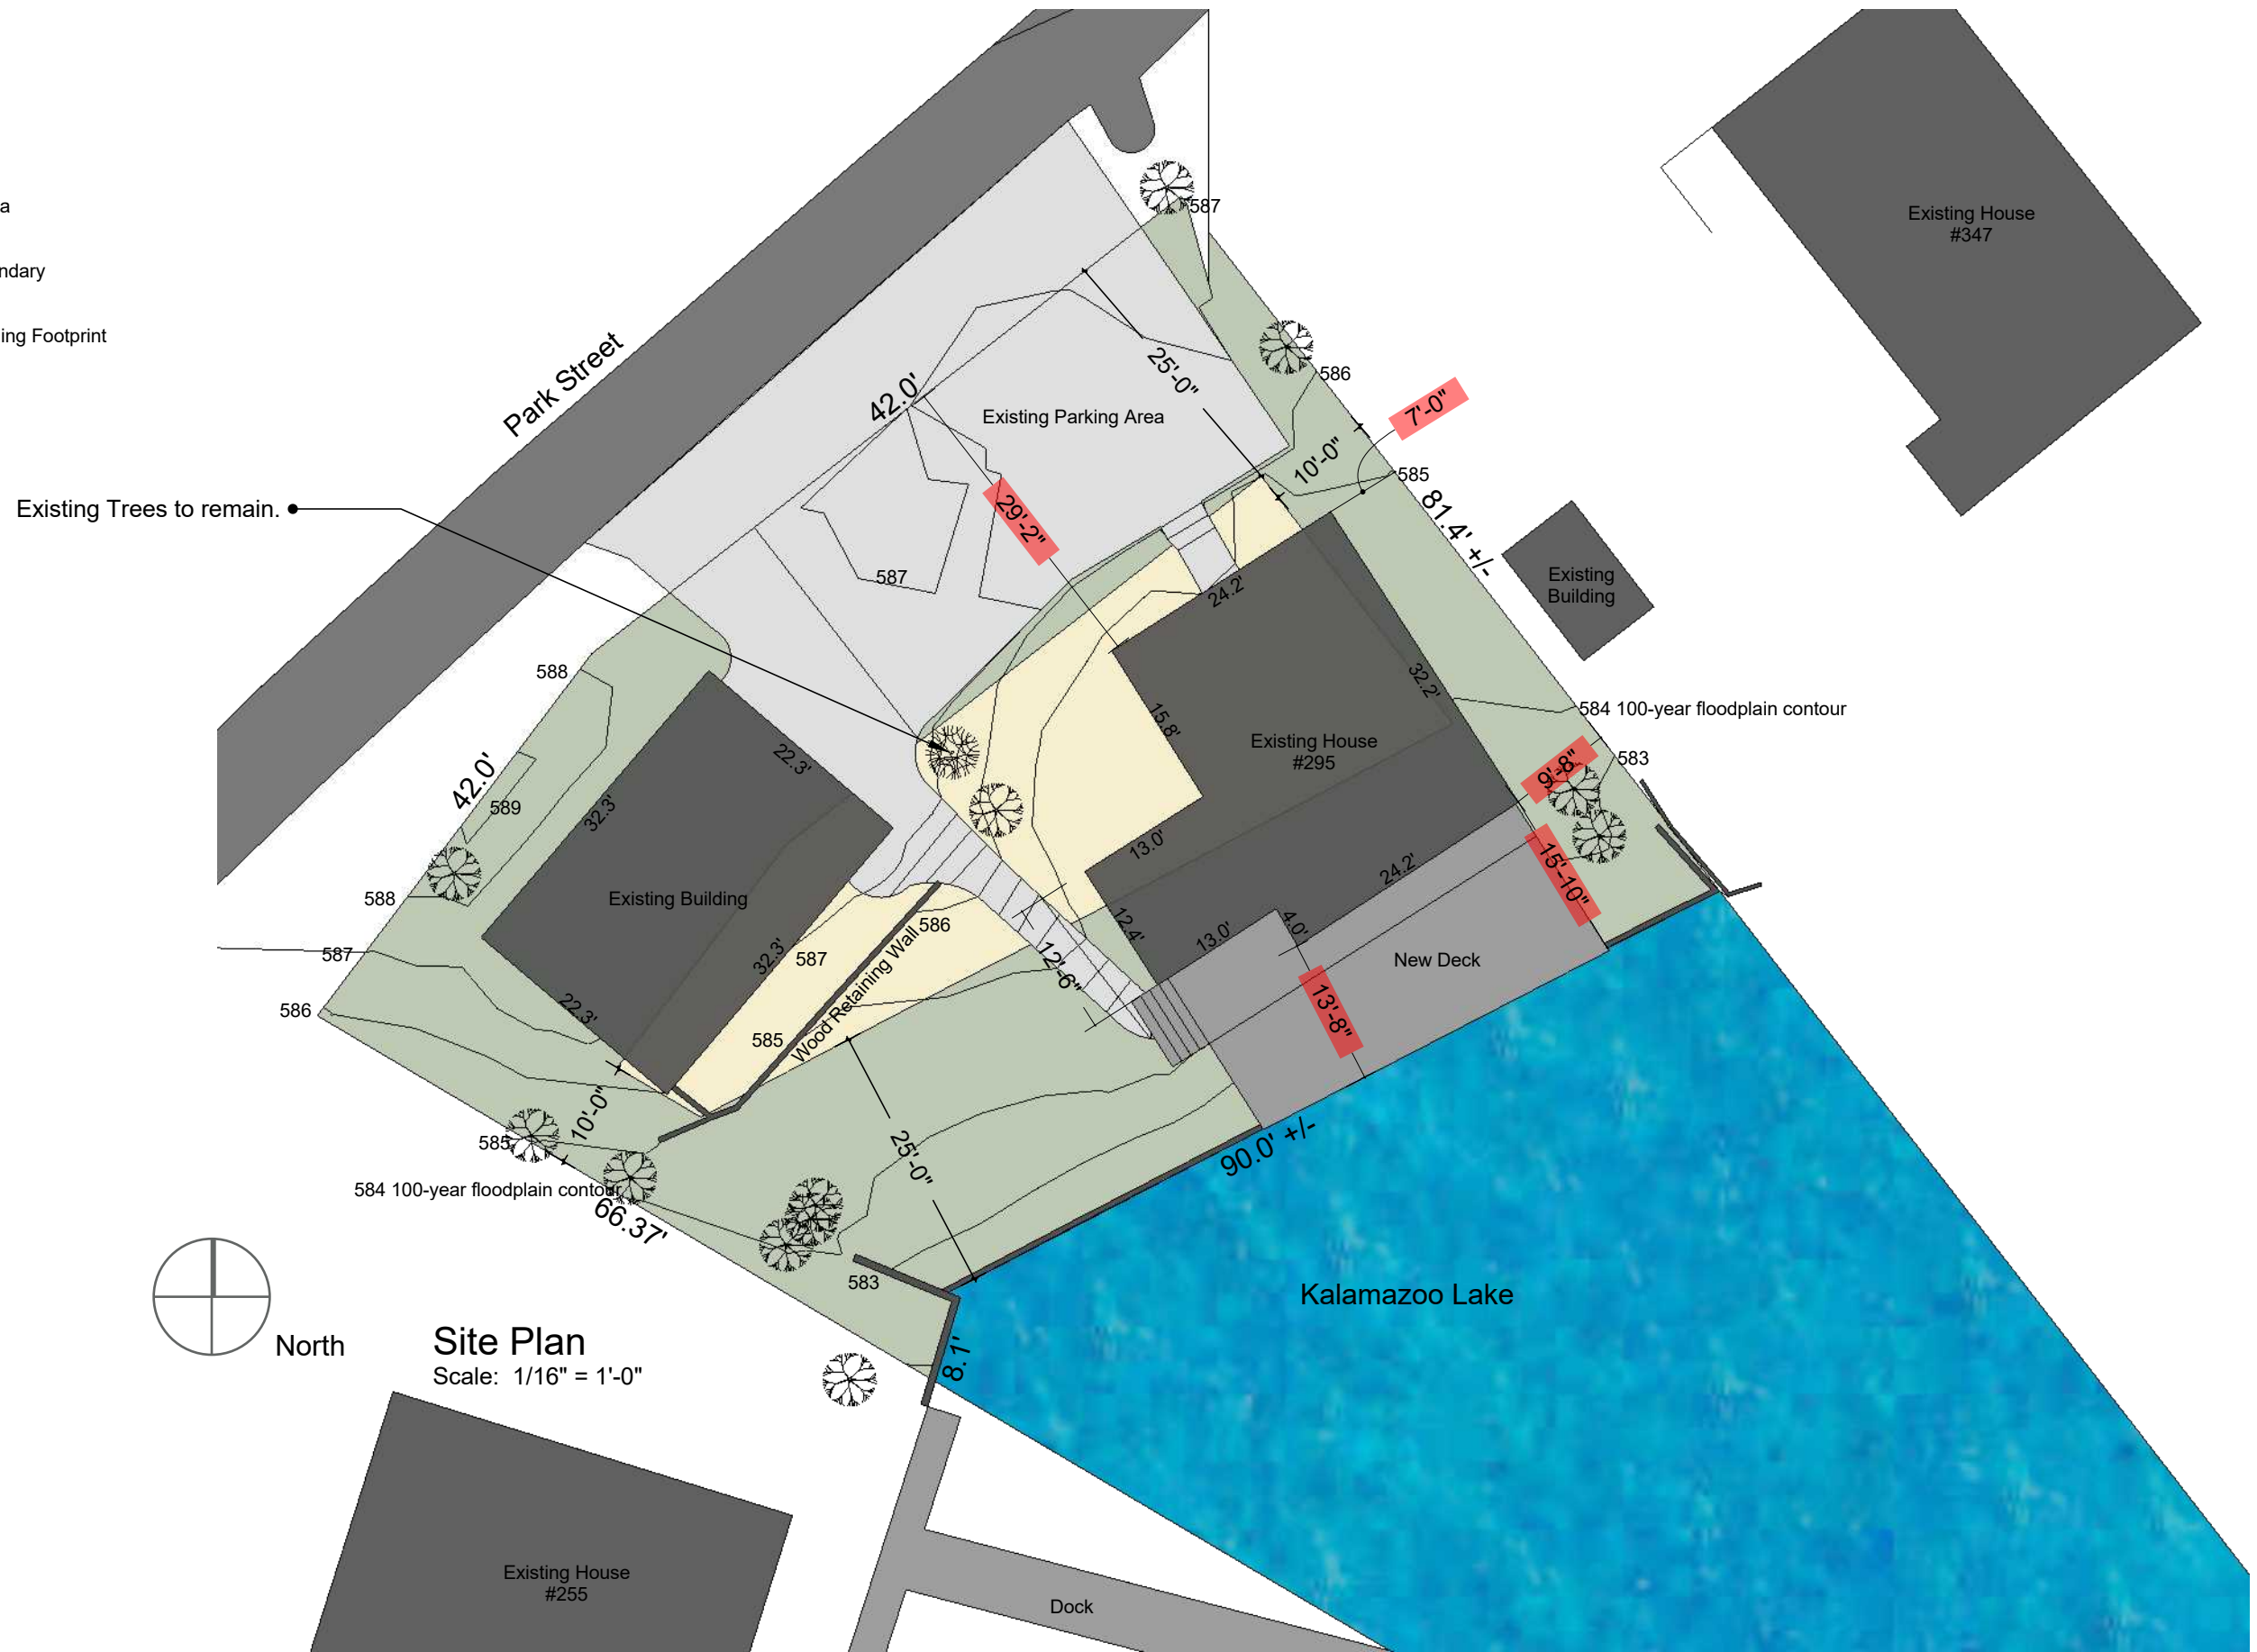 a
ndary
ing Footprint
Park Street
Existing Trees to remain.
42.0'
25'-0"
Existing Parking Area
587
586
7'-0"
10'-0"
585
81.4' +/-
29'-2"
587
Existing House
#347
Existing
Building
24.2'
32.2'
15.8'
Existing House
#295
584 100-year floodplain contour
9'-8"
583
15'-10"
13.0'
24.2'
12.4'
13.0'
4.0'
13'-8"
New Deck
12'-6"
588
42.0'
589
32.3'
22.3'
Existing Building
588
587
586
22.3'
32.3'
587
586
585
Wood Retaining Wall
10'-0"
25'-0"
585
584 100-year floodplain contour
66.37'
583
90.0' +/-
8.1'
Kalamazoo Lake
North
Site Plan
Scale: 1/16" = 1'-0"
Existing House
#255
Dock